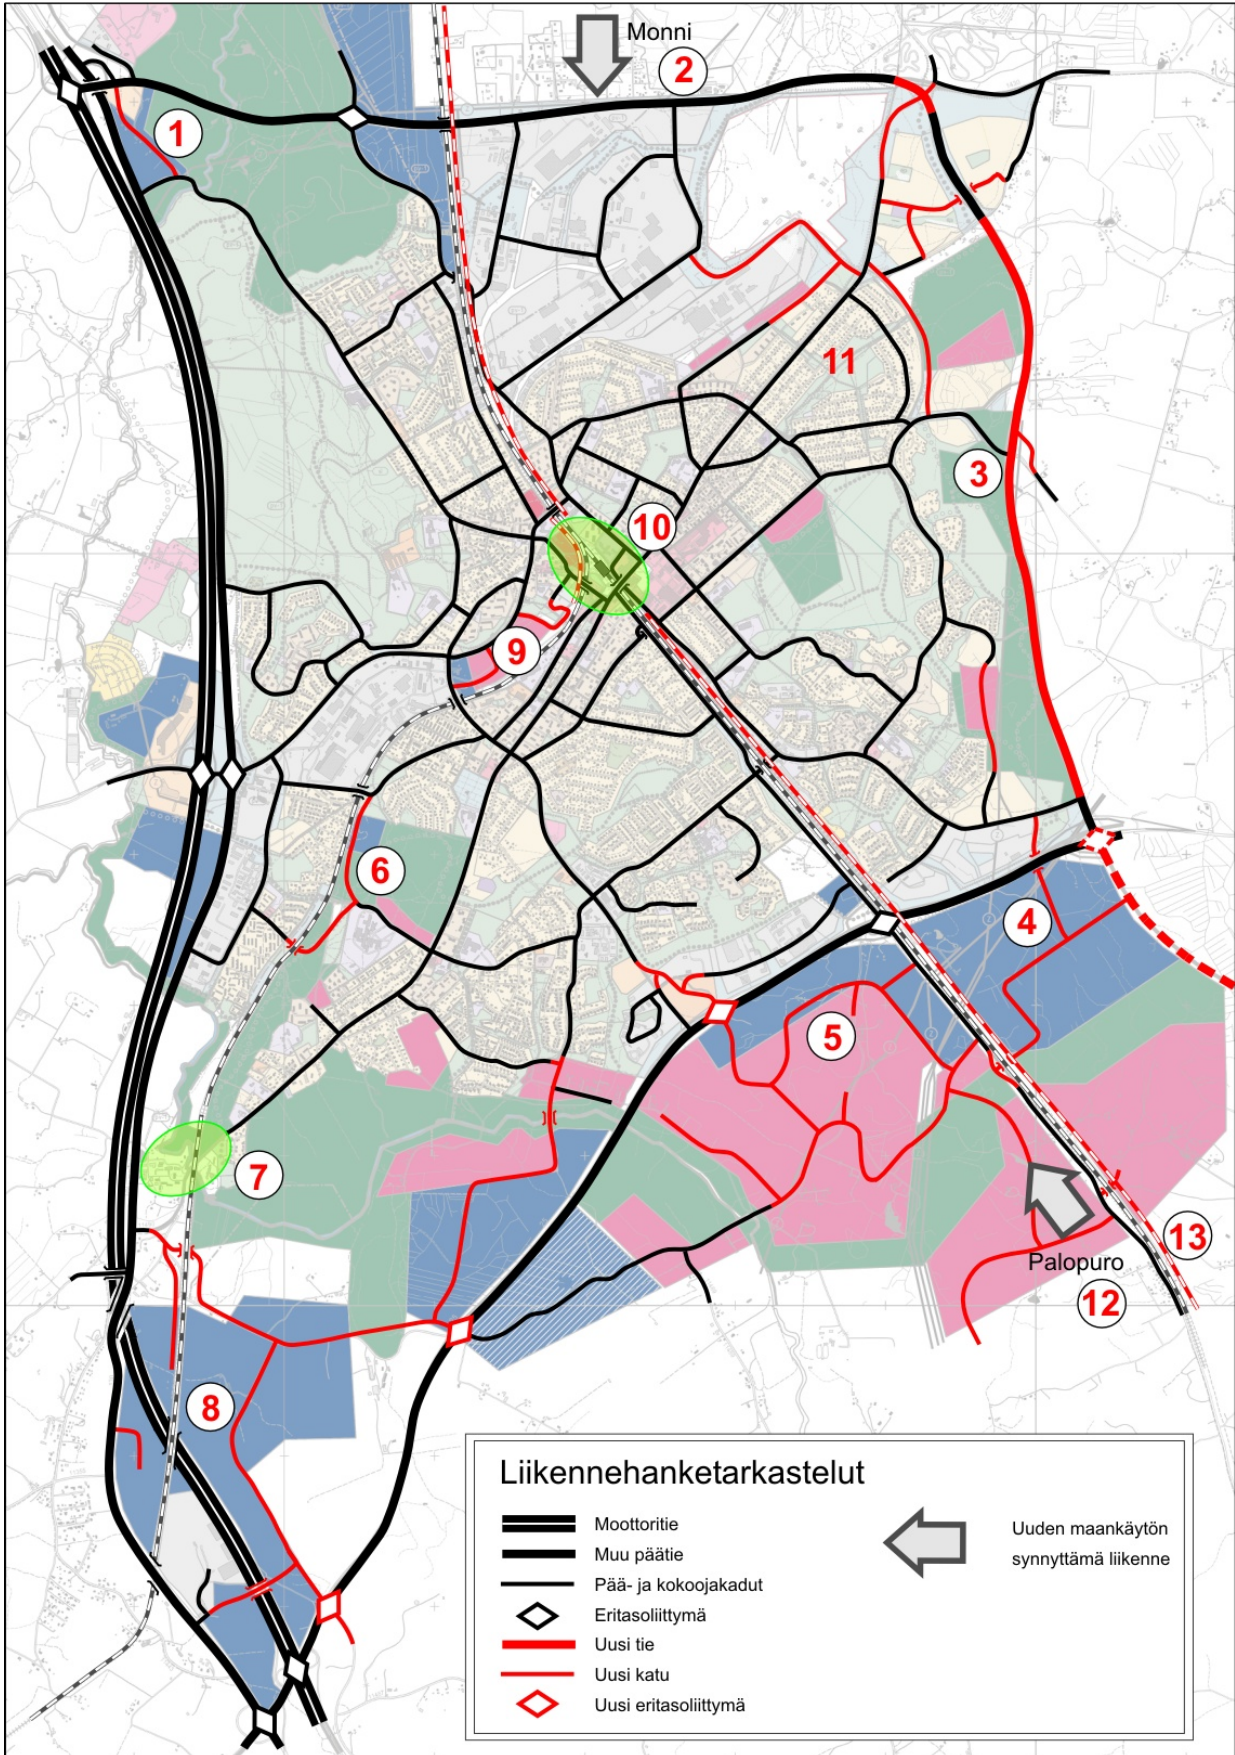 Monni
2
1
11
3
10
9
6
4
5
7
13
Palopuro
12
8
Liikennehanketarkastelut
Moottoritie
Muu päätie
Pää- ja kokoojakadut
Eritasoliittymä
Uusi tie
Uusi katu
Uusi eritasoliittymä
Uuden maankäytön
synnyttämä liikenne